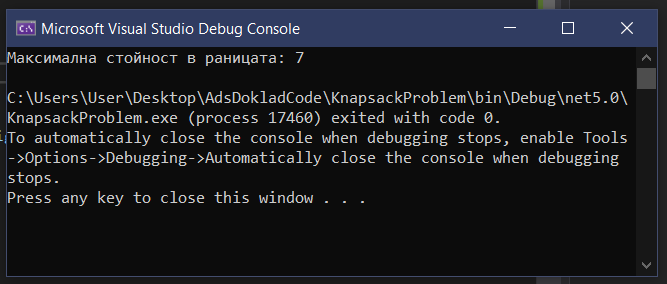 Microsoft Visual Studio Debug Console
Максимална стойност в раницата: 7
C:\Users\User\Desktop\AdsDokladCode\KnapsackProblem\bin\Debug\net5.0\
KnapsackProblem.exe (process 17460) exited with code 0.
To automatically close the console when debugging stops, enable Tools
->Options->Debugging->Automatically close the console when debugging
stops.
Press any key to close this window . . .